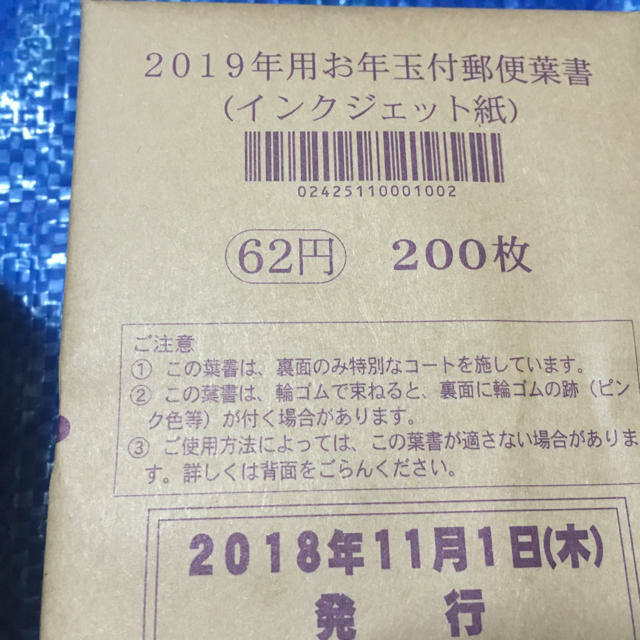 2019年用お年玉付郵便葉書
(インクジェット紙)
02425110001002
62円 200枚
ご注意
① この葉書は、裏面のみ特別なコートを施しています。
② この葉書は、輪ゴムで束ねると、裏面に輪ゴムの跡（ピン
ク色等）が付く場合があります。
③ ご使用方法によっては、この葉書が適さない場合がありま
す。詳しくは背面をごらんください。
2018年11月1日(木)
発 行